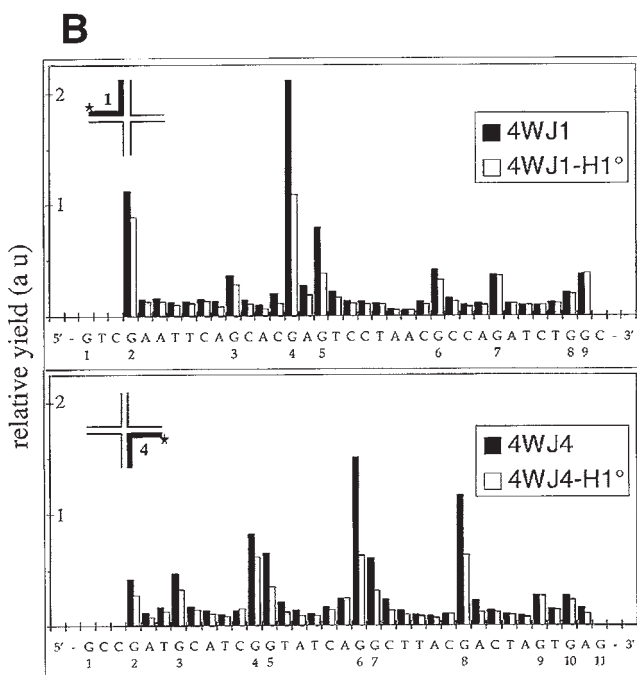 B
2
* 1
4WJ1
4WJ1-H1°
1
5' - G T C G A A T T C A G C A C G A G T C C T A A C G C C A G A T C T G G C - 3'
1 2 3 4 5 6 7 8 9
relative yield (a u)
2
4 *
4WJ4
4WJ4-H1°
1
5' - G C C G A T G C A T C G G T A T C A G G C T T A C G A C T A G T G A G - 3'
1 2 3 4 5 6 7 8 9 10 11